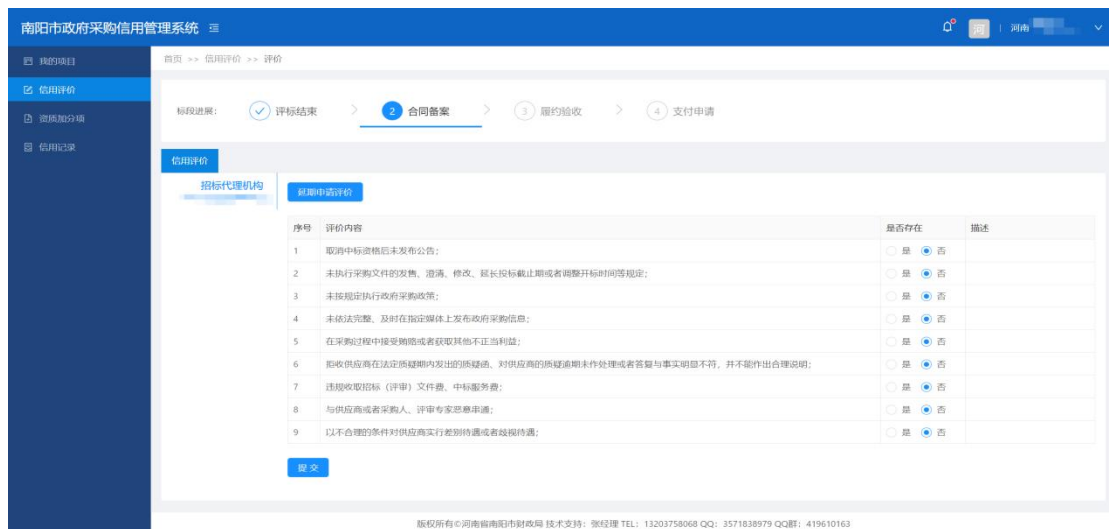 南阳市政府采购信用管理系统
河 | 河南
我的项目
信用评价
资质加分项
信用记录
首页 >> 信用评价 >> 评价
标段进展: 评标结束 > 2 合同备案 > 3 履约验收 > 4 支付申请
信用评价
招标代理机构
延期申请评价
序号 评价内容 是否存在 描述
1 取消中标资格后未发布公告; 是 否
2 未执行采购文件的发售、澄清、修改、延长投标截止期或者调整开标时间等规定; 是 否
3 未按规定执行政府采购政策; 是 否
4 未依法完整、及时在指定媒体上发布政府采购信息; 是 否
5 在采购过程中接受贿赂或者获取其他不正当利益; 是 否
6 拒收供应商在法定质疑期内发出的质疑函、对供应商的质疑逾期未作处理或者答复与事实明显不符，并不能作出合理说明; 是 否
7 违规收取招标（评审）文件费、中标服务费; 是 否
8 与供应商或者采购人、评审专家恶意串通; 是 否
9 以不合理的条件对供应商实行差别待遇或者歧视待遇; 是 否
提 交
版权所有©河南省南阳市财政局 技术支持：张经理 TEL：13203758068 QQ：3571838979 QQ群：419610163